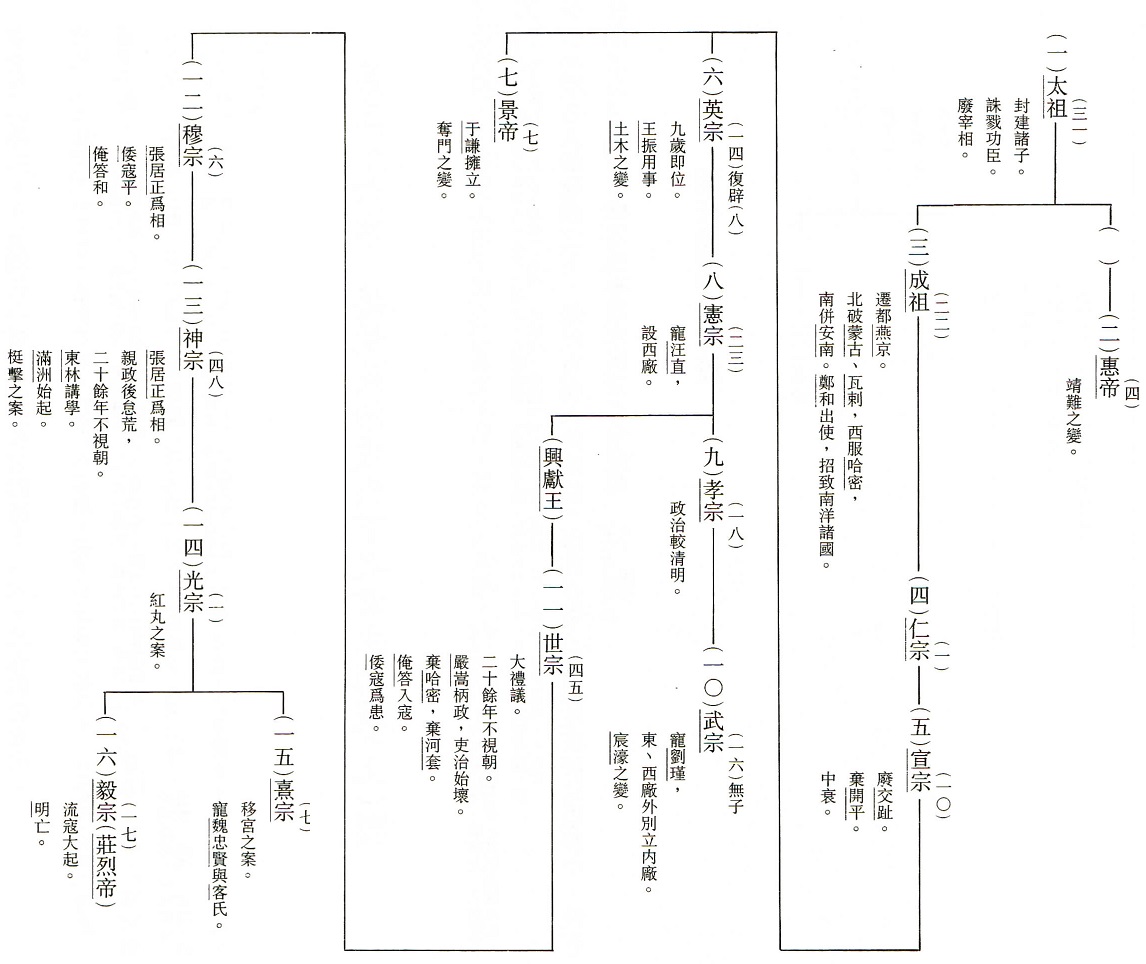 (一)太祖
(三一)
封建諸子。
誅戮功臣。
廢宰相。
(　)
(二)惠帝
(四)
靖難之變。
(三)成祖
(二二)
遷都燕京。
北破蒙古、瓦剌，西服哈密，
南併安南。鄭和出使，招致南洋諸國。
(四)仁宗
(一)
(五)宣宗
(一〇)
廢交趾。
棄開平。
中衰。
(六)英宗
(一四)復辟(八)
九歲即位。
王振用事。
土木之變。
(七)景帝
(七)
于謙擁立。
奪門之變。
(八)憲宗
(二三)
寵汪直，
設西廠。
(九)孝宗
(一八)
政治較清明。
(一〇)武宗
(一六)無子
寵劉瑾，
東、西廠外別立内廠。
宸濠之變。
(興獻王)
(一一)世宗
(四五)
大禮議。
二十餘年不視朝。
嚴嵩柄政，吏治始壞。
棄哈密，棄河套。
俺答入寇。
倭寇爲患。
(一二)穆宗
(六)
張居正爲相。
倭寇平。
俺答和。
(一三)神宗
(四八)
張居正爲相。
親政後怠荒，
二十餘年不視朝。
東林講學。
滿洲始起。
梃擊之案。
(一四)光宗
(一)
紅丸之案。
(一五)熹宗
(七
移宮之案。
寵魏忠賢與客氏。
(一六)毅宗(莊烈帝)
(一七)
流寇大起。
明亡。